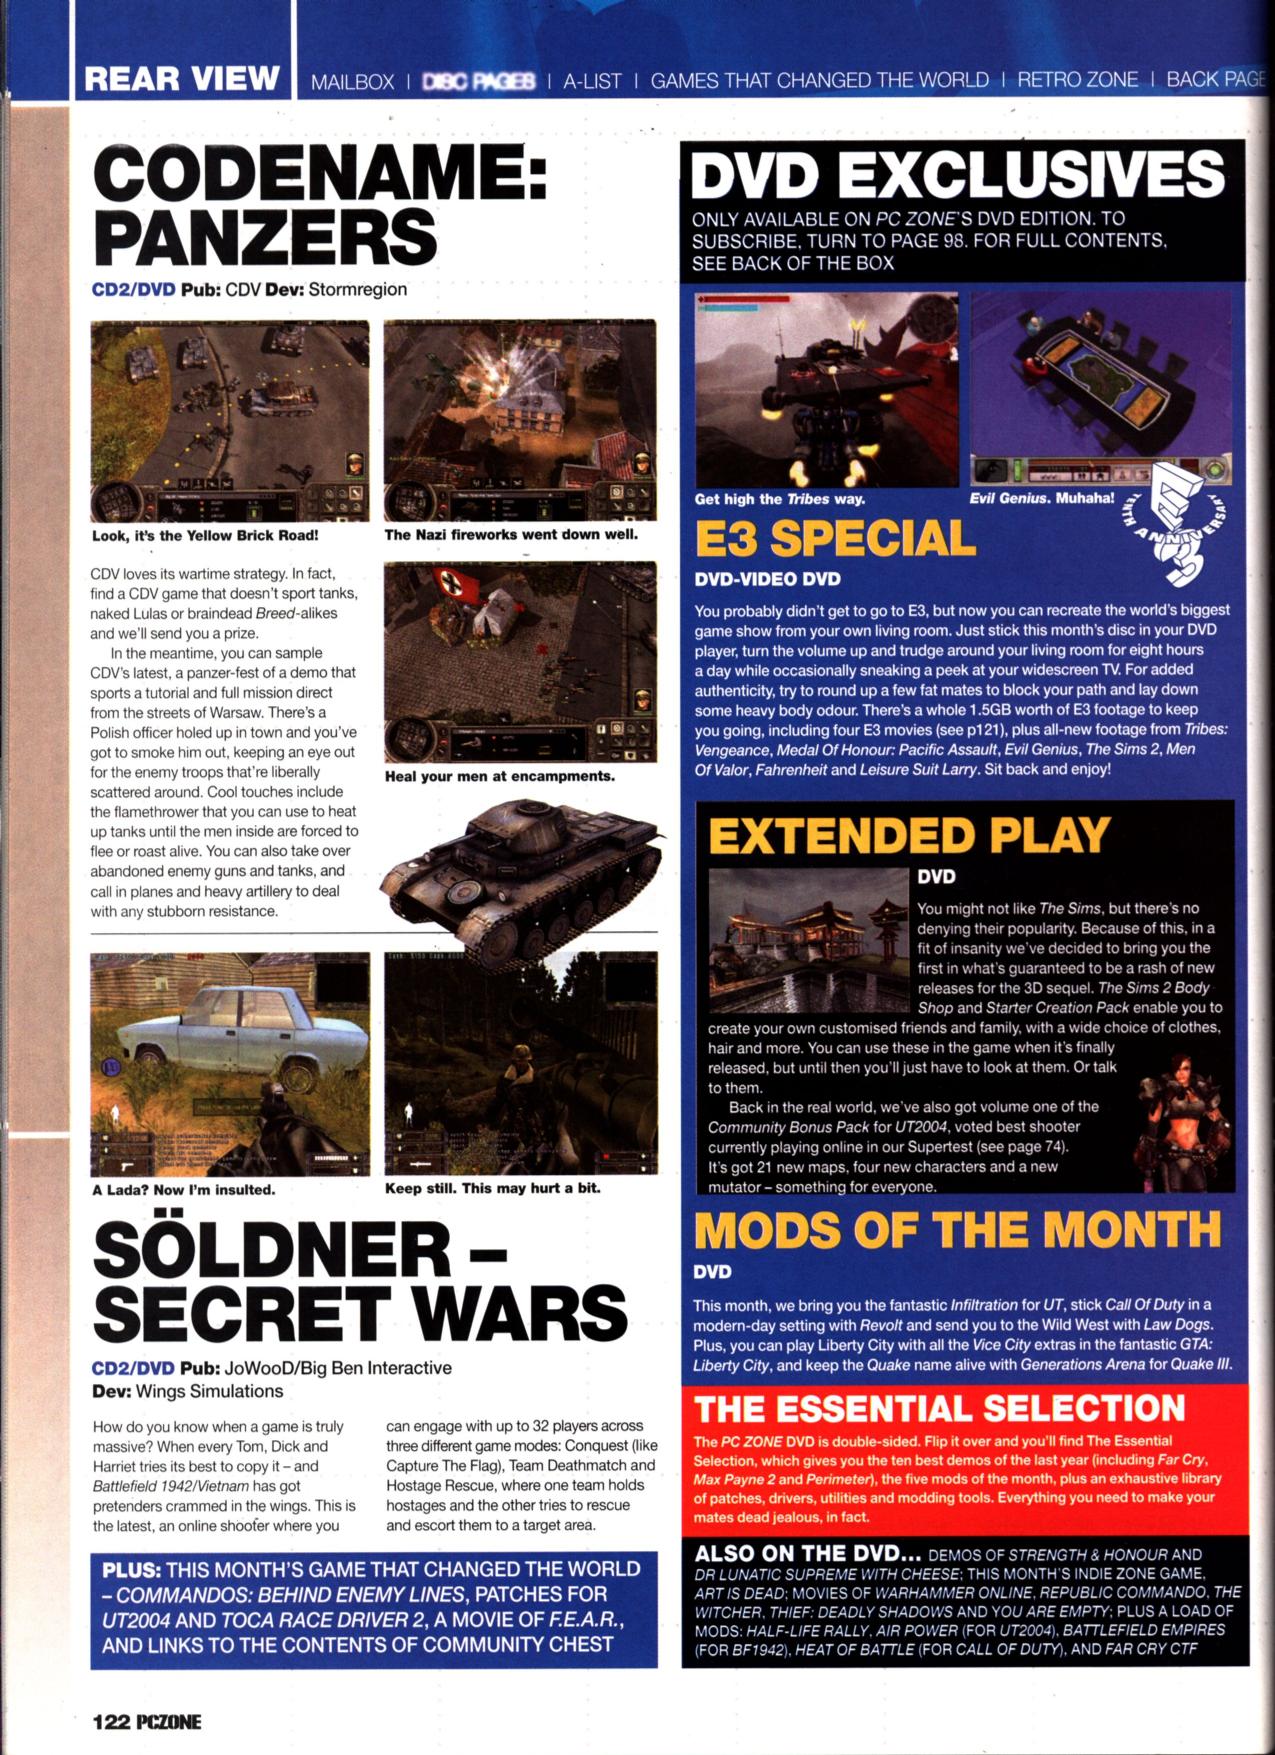 REAR VIEW
MAILBOX | DISC PAGES | A-LIST | GAMES THAT CHANGED THE WORLD | RETRO ZONE | BACK PAGE
CODENAME:
PANZERS
CD2/DVD Pub: CDV Dev: Stormregion
Look, it's the Yellow Brick Road!
The Nazi fireworks went down well.
CDV loves its wartime strategy. In fact,
find a CDV game that doesn't sport tanks,
naked Lulas or braindead Breed-alikes
and we'll send you a prize.
In the meantime, you can sample
CDV's latest, a panzer-fest of a demo that
sports a tutorial and full mission direct
from the streets of Warsaw. There's a
Polish officer holed up in town and you've
got to smoke him out, keeping an eye out
for the enemy troops that're liberally
scattered around. Cool touches include
the flamethrower that you can use to heat
up tanks until the men inside are forced to
flee or roast alive. You can also take over
abandoned enemy guns and tanks, and
call in planes and heavy artillery to deal
with any stubborn resistance.
Heal your men at encampments.
A Lada? Now I'm insulted.
Keep still. This may hurt a bit.
SÖLDNER –
SECRET WARS
CD2/DVD Pub: JoWooD/Big Ben Interactive
Dev: Wings Simulations
How do you know when a game is truly
massive? When every Tom, Dick and
Harriet tries its best to copy it – and
Battlefield 1942/Vietnam has got
pretenders crammed in the wings. This is
the latest, an online shooter where you
can engage with up to 32 players across
three different game modes: Conquest (like
Capture The Flag), Team Deathmatch and
Hostage Rescue, where one team holds
hostages and the other tries to rescue
and escort them to a target area.
PLUS: THIS MONTH'S GAME THAT CHANGED THE WORLD
– COMMANDOS: BEHIND ENEMY LINES, PATCHES FOR
UT2004 AND TOCA RACE DRIVER 2, A MOVIE OF F.E.A.R.,
AND LINKS TO THE CONTENTS OF COMMUNITY CHEST
DVD EXCLUSIVES
ONLY AVAILABLE ON PC ZONE'S DVD EDITION. TO
SUBSCRIBE, TURN TO PAGE 98. FOR FULL CONTENTS,
SEE BACK OF THE BOX
Get high the Tribes way.
Evil Genius. Muhaha!
E3
TENTH ANNIVERSARY
E3 SPECIAL
DVD-VIDEO DVD
You probably didn't get to go to E3, but now you can recreate the world's biggest
game show from your own living room. Just stick this month's disc in your DVD
player, turn the volume up and trudge around your living room for eight hours
a day while occasionally sneaking a peek at your widescreen TV. For added
authenticity, try to round up a few fat mates to block your path and lay down
some heavy body odour. There's a whole 1.5GB worth of E3 footage to keep
you going, including four E3 movies (see p121), plus all-new footage from Tribes:
Vengeance, Medal Of Honour: Pacific Assault, Evil Genius, The Sims 2, Men
Of Valor, Fahrenheit and Leisure Suit Larry. Sit back and enjoy!
EXTENDED PLAY
DVD
You might not like The Sims, but there's no
denying their popularity. Because of this, in a
fit of insanity we've decided to bring you the
first in what's guaranteed to be a rash of new
releases for the 3D sequel. The Sims 2 Body
Shop and Starter Creation Pack enable you to
create your own customised friends and family, with a wide choice of clothes,
hair and more. You can use these in the game when it's finally
released, but until then you'll just have to look at them. Or talk
to them.
Back in the real world, we've also got volume one of the
Community Bonus Pack for UT2004, voted best shooter
currently playing online in our Supertest (see page 74).
It's got 21 new maps, four new characters and a new
mutator – something for everyone.
MODS OF THE MONTH
DVD
This month, we bring you the fantastic Infiltration for UT, stick Call Of Duty in a
modern-day setting with Revolt and send you to the Wild West with Law Dogs.
Plus, you can play Liberty City with all the Vice City extras in the fantastic GTA:
Liberty City, and keep the Quake name alive with Generations Arena for Quake III.
THE ESSENTIAL SELECTION
The PC ZONE DVD is double-sided. Flip it over and you'll find The Essential
Selection, which gives you the ten best demos of the last year (including Far Cry,
Max Payne 2 and Perimeter), the five mods of the month, plus an exhaustive library
of patches, drivers, utilities and modding tools. Everything you need to make your
mates dead jealous, in fact.
ALSO ON THE DVD... DEMOS OF STRENGTH & HONOUR AND
DR LUNATIC SUPREME WITH CHEESE; THIS MONTH'S INDIE ZONE GAME,
ART IS DEAD; MOVIES OF WARHAMMER ONLINE, REPUBLIC COMMANDO, THE
WITCHER, THIEF: DEADLY SHADOWS AND YOU ARE EMPTY; PLUS A LOAD OF
MODS: HALF-LIFE RALLY, AIR POWER (FOR UT2004), BATTLEFIELD EMPIRES
(FOR BF1942), HEAT OF BATTLE (FOR CALL OF DUTY), AND FAR CRY CTF
122 PCZONE